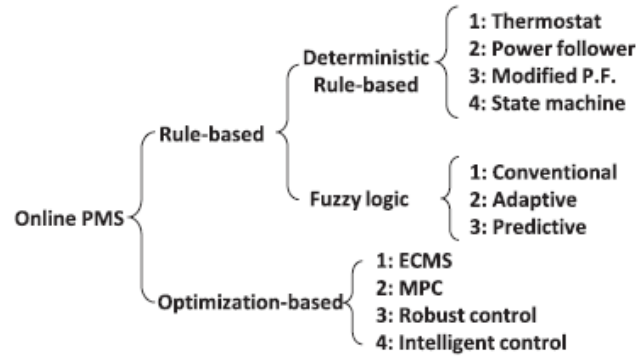 Online PMS
Rule-based
Deterministic
Rule-based
1: Thermostat
2: Power follower
3: Modified P.F.
4: State machine
Fuzzy logic
1: Conventional
2: Adaptive
3: Predictive
Optimization-based
1: ECMS
2: MPC
3: Robust control
4: Intelligent control